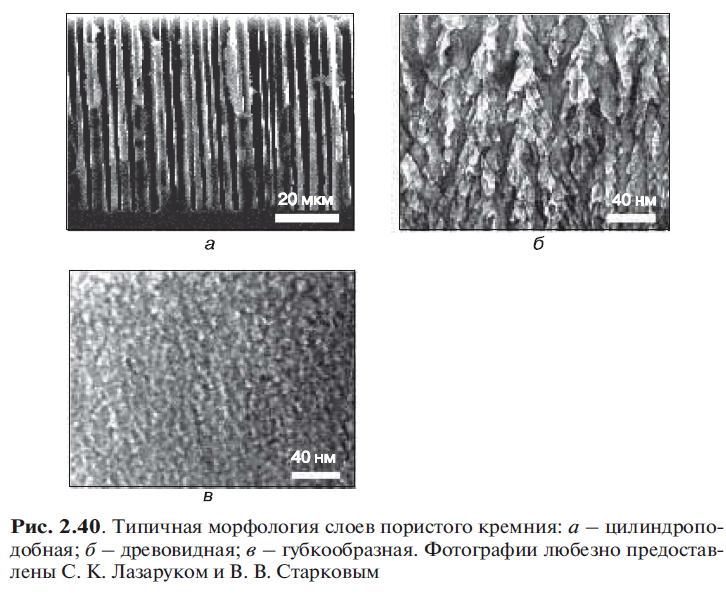 20 мкм
40 нм
а
б
40 нм
в
Рис. 2.40. Типичная морфология слоев пористого кремния: а – цилиндропо-
добная; б – древовидная; в – губкообразная. Фотографии любезно предостав-
лены С. К. Лазаруком и В. В. Старковым